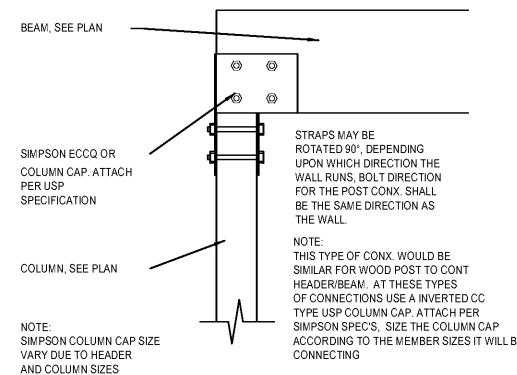 BEAM, SEE PLAN
SIMPSON ECCQ OR
COLUMN CAP. ATTACH
PER USP
SPECIFICATION
COLUMN, SEE PLAN
NOTE:
SIMPSON COLUMN CAP SIZE
VARY DUE TO HEADER
AND COLUMN SIZES
STRAPS MAY BE
ROTATED 90°, DEPENDING
UPON WHICH DIRECTION THE
WALL RUNS, BOLT DIRECTION
FOR THE POST CONX. SHALL
BE THE SAME DIRECTION AS
THE WALL.
NOTE:
THIS TYPE OF CONX. WOULD BE
SIMILAR FOR WOOD POST TO CONT
HEADER/BEAM. AT THESE TYPES
OF CONNECTIONS USE A INVERTED CC
TYPE USP COLUMN CAP. ATTACH PER
SIMPSON SPEC'S, SIZE THE COLUMN CAP
ACCORDING TO THE MEMBER SIZES IT WILL B
CONNECTING